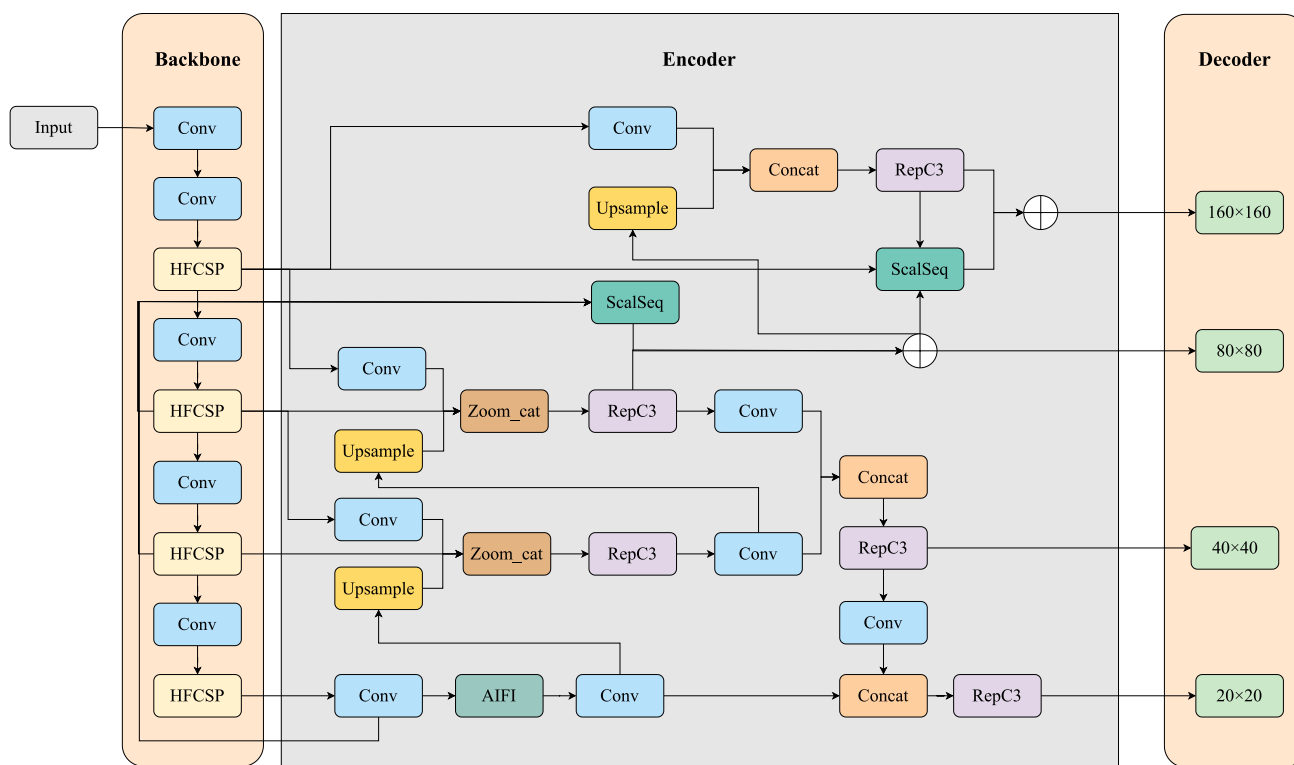 Backbone
Encoder
Decoder
Input
Conv
Conv
Concat
RepC3
Conv
Upsample
160×160
HFCSP
ScalSeq
ScalSeq
Conv
80×80
Conv
HFCSP
Zoom_cat
RepC3
Conv
Upsample
Concat
Conv
Conv
HFCSP
Zoom_cat
RepC3
Conv
RepC3
40×40
Upsample
Conv
Conv
HFCSP
Conv
AIFI
Conv
Concat
RepC3
20×20